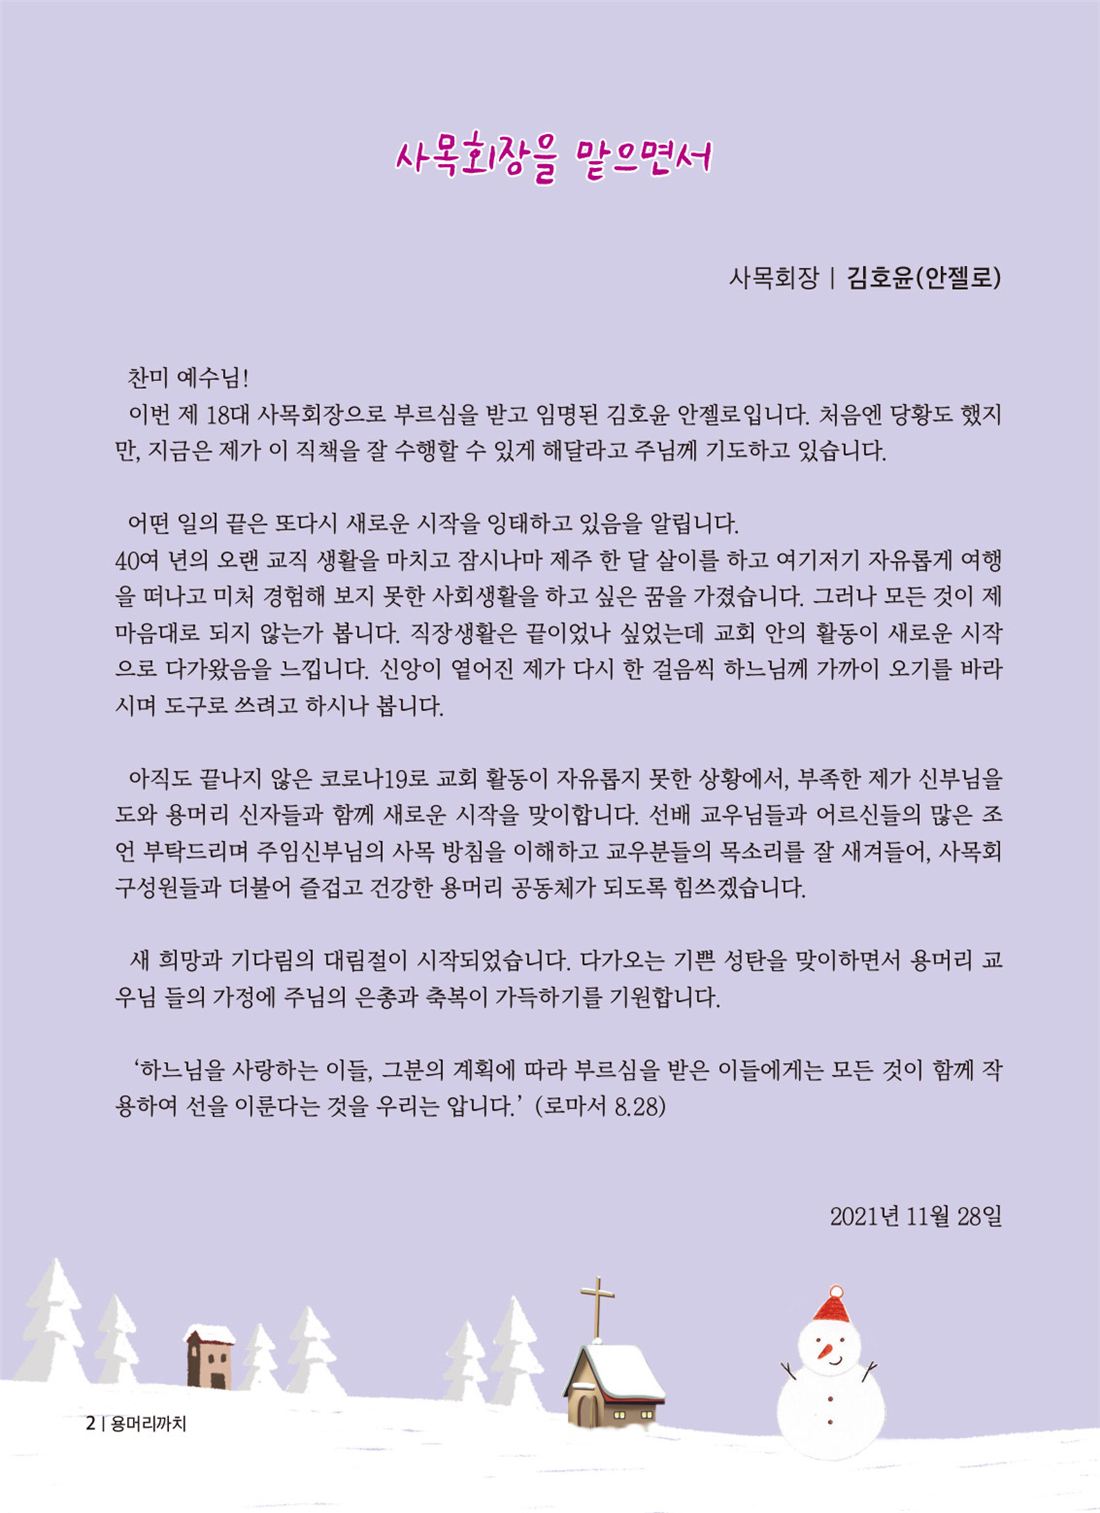 사목회장을 맡으면서
사목회장 | 김호윤(안젤로)
찬미 예수님!
이번 제 18대 사목회장으로 부르심을 받고 임명된 김호윤 안젤로입니다. 처음엔 당황도 했지
만, 지금은 제가 이 직책을 잘 수행할 수 있게 해달라고 주님께 기도하고 있습니다.
어떤 일의 끝은 또다시 새로운 시작을 잉태하고 있음을 알립니다.
40여 년의 오랜 교직 생활을 마치고 잠시나마 제주 한 달 살이를 하고 여기저기 자유롭게 여행
을 떠나고 미처 경험해 보지 못한 사회생활을 하고 싶은 꿈을 가졌습니다. 그러나 모든 것이 제
마음대로 되지 않는가 봅니다. 직장생활은 끝이었나 싶었는데 교회 안의 활동이 새로운 시작
으로 다가왔음을 느낍니다. 신앙이 옅어진 제가 다시 한 걸음씩 하느님께 가까이 오기를 바라
시며 도구로 쓰려고 하시나 봅니다.
아직도 끝나지 않은 코로나19로 교회 활동이 자유롭지 못한 상황에서, 부족한 제가 신부님을
도와 용머리 신자들과 함께 새로운 시작을 맞이합니다. 선배 교우님들과 어르신들의 많은 조
언 부탁드리며 주임신부님의 사목 방침을 이해하고 교우분들의 목소리를 잘 새겨들어, 사목회
구성원들과 더불어 즐겁고 건강한 용머리 공동체가 되도록 힘쓰겠습니다.
새 희망과 기다림의 대림절이 시작되었습니다. 다가오는 기쁜 성탄을 맞이하면서 용머리 교
우님 들의 가정에 주님의 은총과 축복이 가득하기를 기원합니다.
‘하느님을 사랑하는 이들, 그분의 계획에 따라 부르심을 받은 이들에게는 모든 것이 함께 작
용하여 선을 이룬다는 것을 우리는 압니다.’ (로마서 8.28)
2021년 11월 28일
2 | 용머리까치